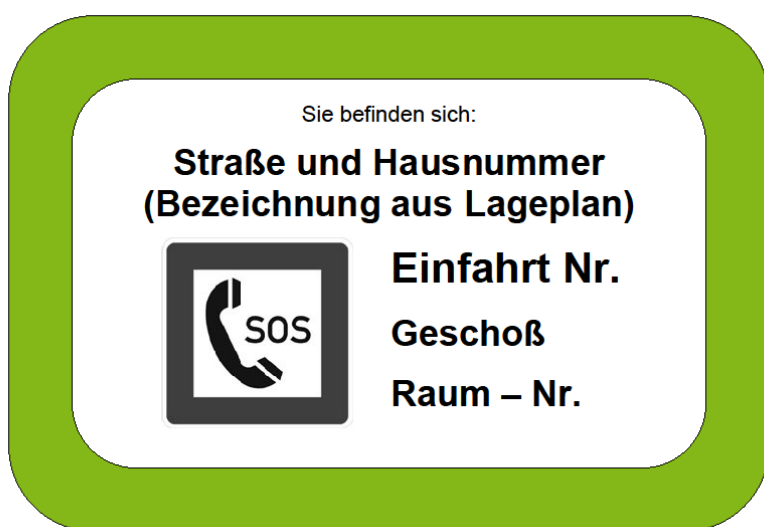 Sie befinden sich:
Straße und Hausnummer
(Bezeichnung aus Lageplan)
SOS
Einfahrt Nr.
Geschoß
Raum – Nr.